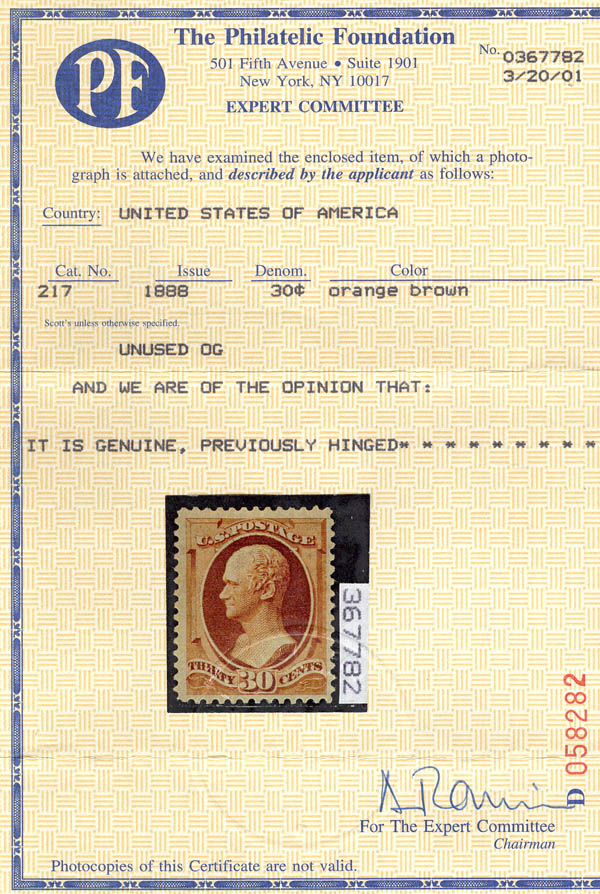 PF
The Philatelic Foundation
501 Fifth Avenue • Suite 1901
New York, NY 10017
EXPERT COMMITTEE
No. 0367782
3/20/01
We have examined the enclosed item, of which a photo-
graph is attached, and described by the applicant as follows:
Country: UNITED STATES OF AMERICA
Cat. No. Issue Denom. Color
217 1888 30¢ orange brown
Scott's unless otherwise specified.
UNUSED OG
AND WE ARE OF THE OPINION THAT:
IT IS GENUINE, PREVIOUSLY HINGED* * * * * * * * *
U.S. POSTAGE
THIRTY 30 CENTS
367782
D 058282
For The Expert Committee
Chairman
Photocopies of this Certificate are not valid.